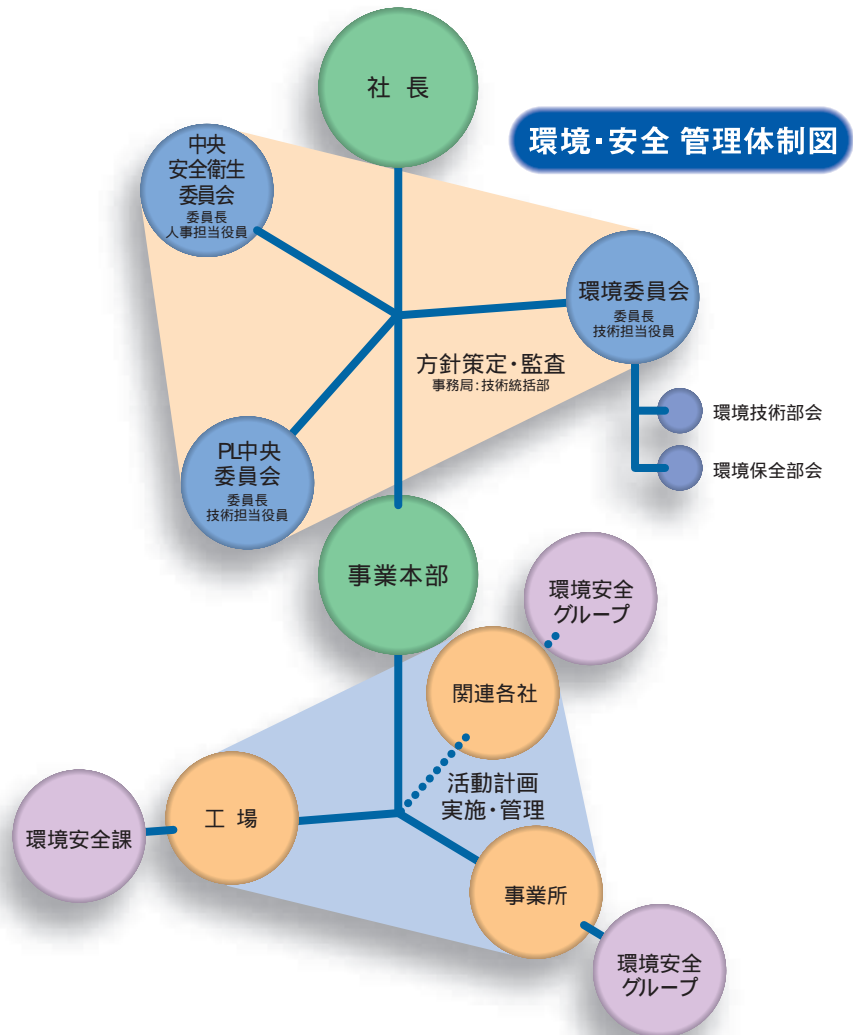 社 長
環境・安全 管理体制図
中央
安全衛生
委員会
委員長
人事担当役員
環境委員会
委員長
技術担当役員
方針策定・監査
事務局:技術統括部
環境技術部会
環境保全部会
PL中央
委員会
委員長
技術担当役員
事業本部
環境安全
グループ
関連各社
活動計画
実施・管理
工 場
環境安全課
事業所
環境安全
グループ